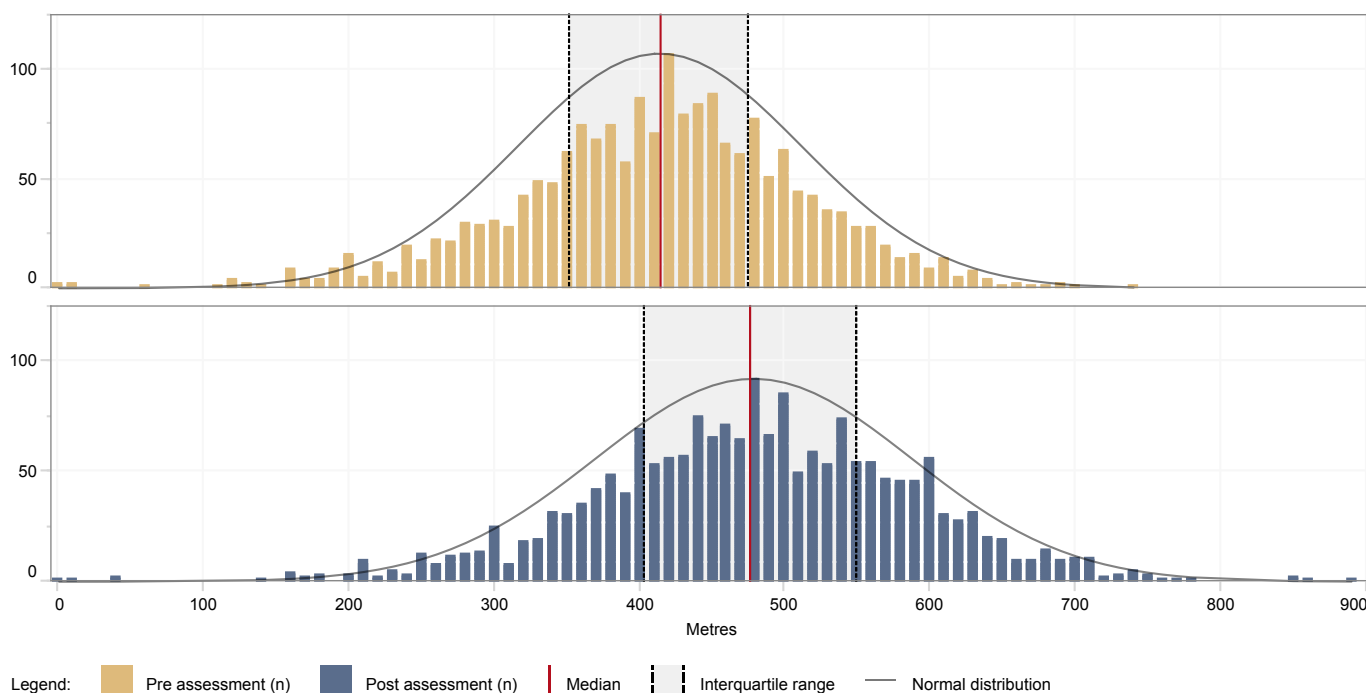 100
50
0
100
50
0
0 100 200 300 400 500 600 700 800 900
Metres
Legend: Pre assessment (n) Post assessment (n) Median Interquartile range Normal distribution